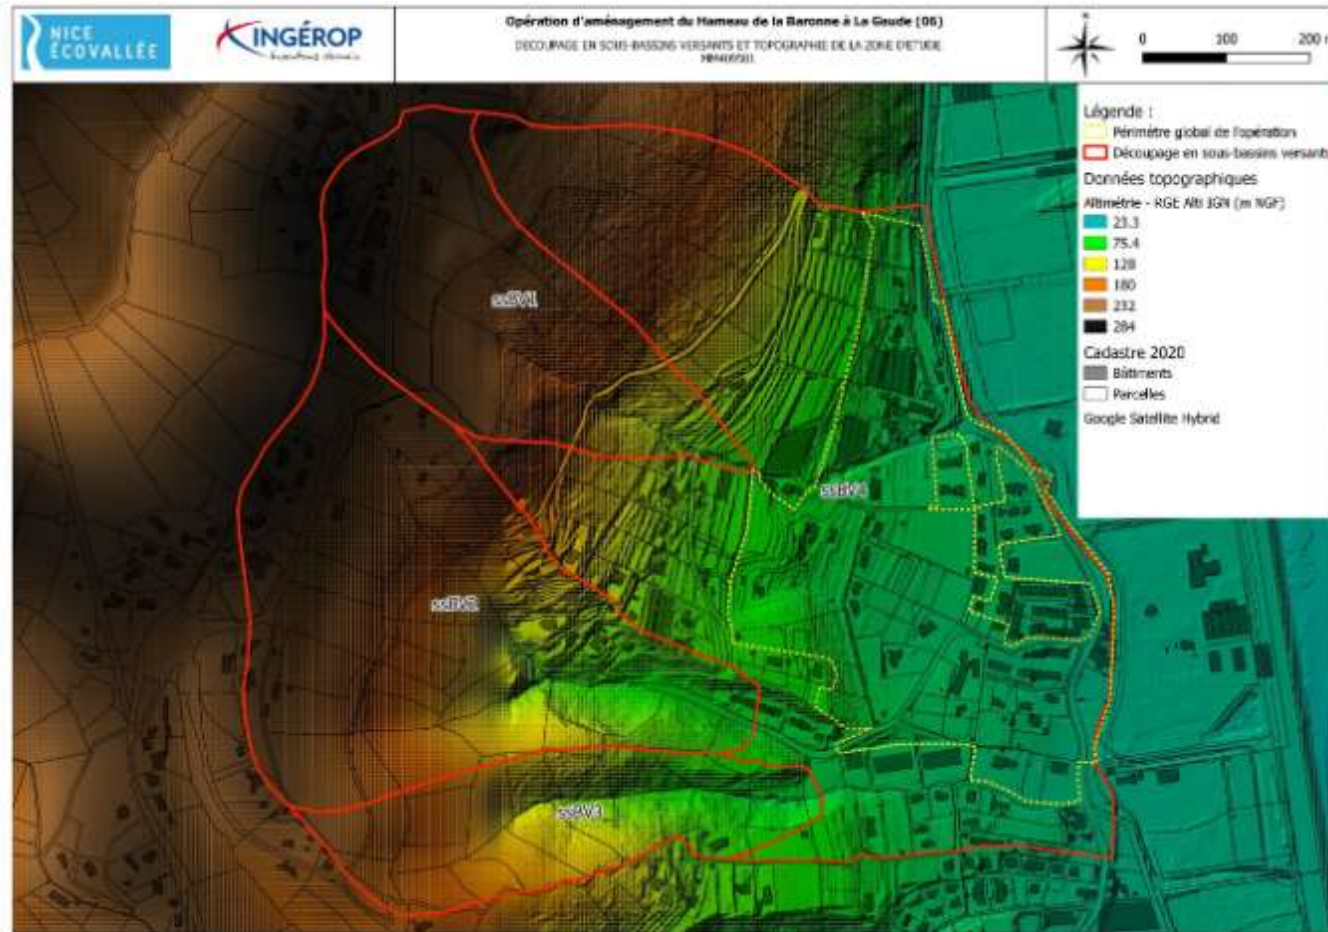 NICE
ÉCOVALLÉE
INGÉROP
Opération d'aménagement du Hameau de la Baronne à La Gaude (06)
DECOUPAGE EN SOUS-BASSINS VERSANTS ET TOPOGRAPHIE DE LA ZONE D'ETUDE
0 100 200 m
Légende :
Périmètre global de l'opération
Découpage en sous-bassins versants
Données topographiques
Altimétrie - RGE Alti IGN (m NGF)
23.3
75.4
128
180
232
284
Cadastre 2020
Bâtiments
Parcelles
Google Satellite Hybrid
ssBV1
ssBV4
ssBV2
ssBV3